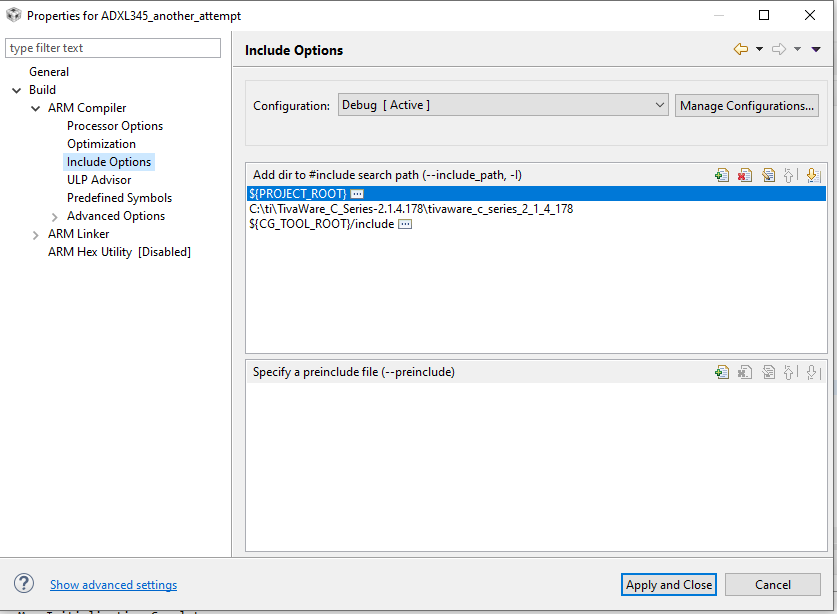 Properties for ADXL345_another_attempt
type filter text
General
Build
ARM Compiler
Processor Options
Optimization
Include Options
ULP Advisor
Predefined Symbols
Advanced Options
ARM Linker
ARM Hex Utility [Disabled]
Include Options
Configuration: Debug [ Active ] Manage Configurations...
Add dir to #include search path (--include_path, -I)
${PROJECT_ROOT}
C:\ti\TivaWare_C_Series-2.1.4.178\tivaware_c_series_2_1_4_178
${CG_TOOL_ROOT}/include
Specify a preinclude file (--preinclude)
Show advanced settings
Apply and Close Cancel